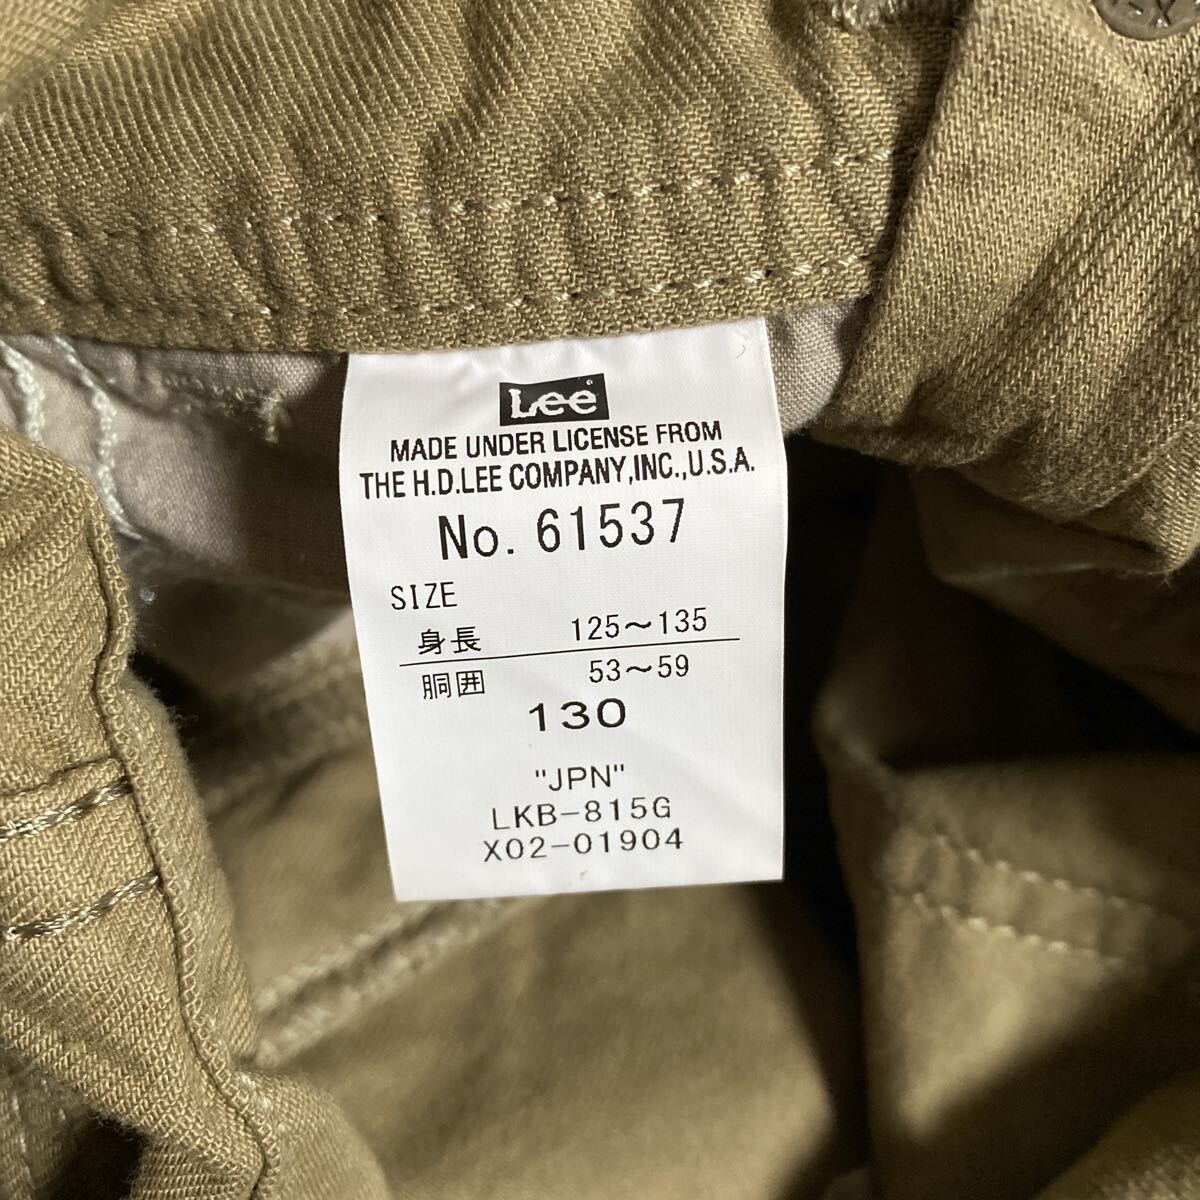 Lee
MADE UNDER LICENSE FROM
THE H.D.LEE COMPANY,INC.,U.S.A.
No. 61537
SIZE
身長 125～135
胴囲 53～59
130
"JPN"
LKB-815G
X02-01904